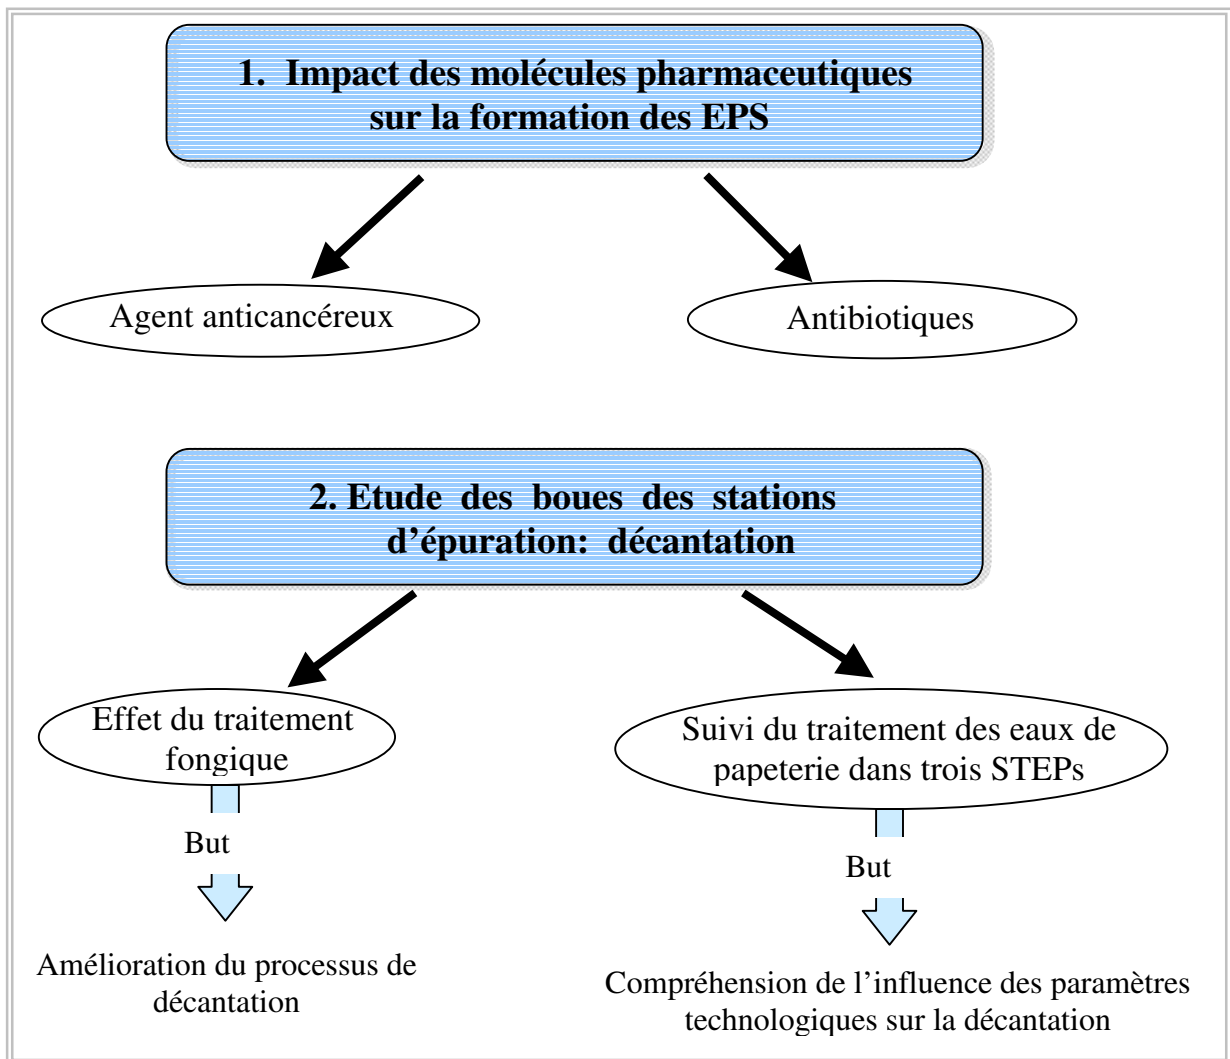 1. Impact des molécules pharmaceutiques
sur la formation des EPS
Agent anticancéreux
Antibiotiques
2. Etude des boues des stations
d’épuration: décantation
Effet du traitement
fongique
Suivi du traitement des eaux de
papeterie dans trois STEPs
But
But
Amélioration du processus de
décantation
Compréhension de l’influence des paramètres
technologiques sur la décantation